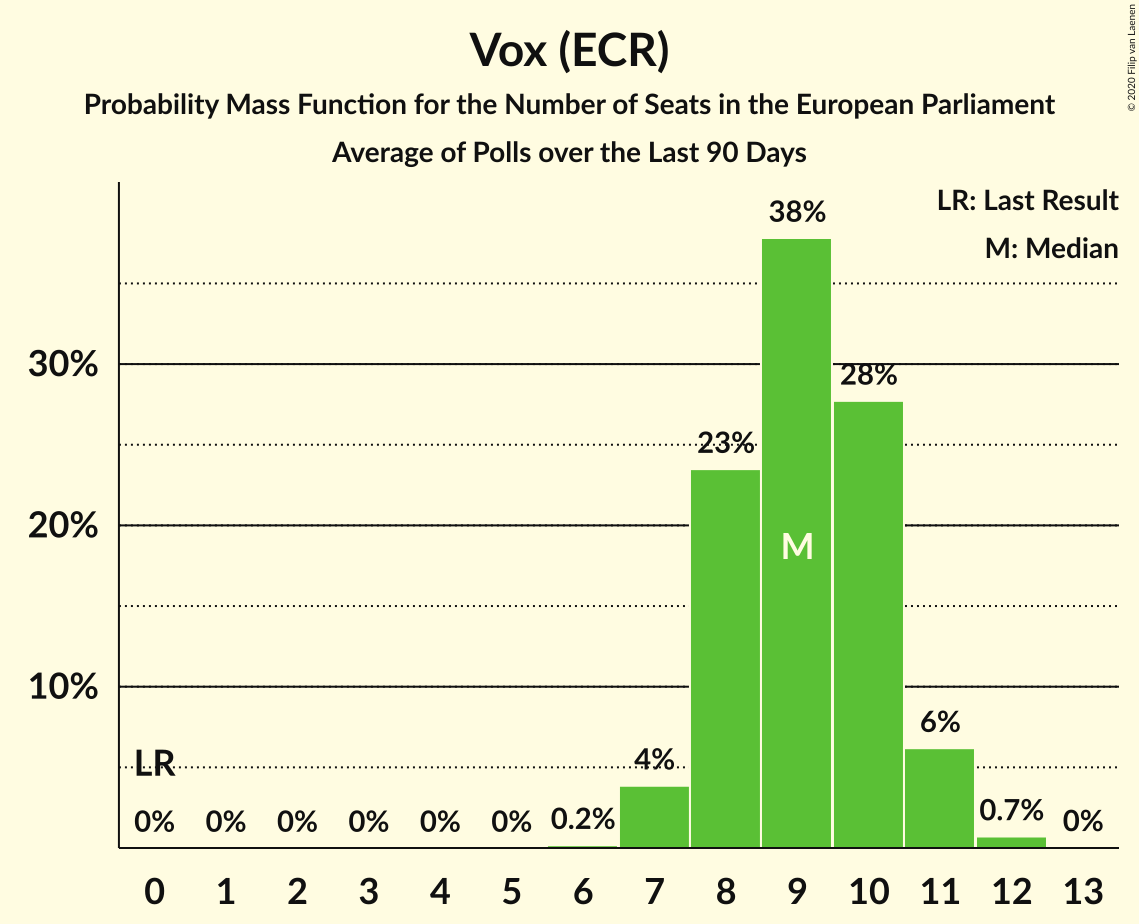 Vox (ECR)
Probability Mass Function for the Number of Seats in the European Parliament
Average of Polls over the Last 90 Days
© 2020 Filip van Laenen
LR: Last Result
M: Median
38%
30%
28%
23%
20%
M
10%
6%
LR
4%
0% 0% 0% 0% 0% 0% 0.2% 0.7% 0%
0 1 2 3 4 5 6 7 8 9 10 11 12 13